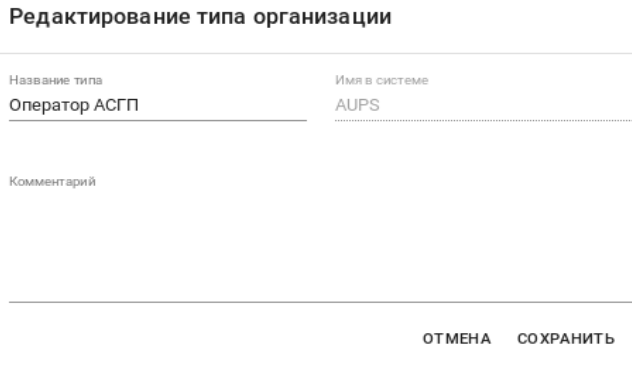 Редактирование типа организации
Название типа
Имя в системе
Оператор АСГП
AUPS
Комментарий
ОТМЕНА СОХРАНИТЬ